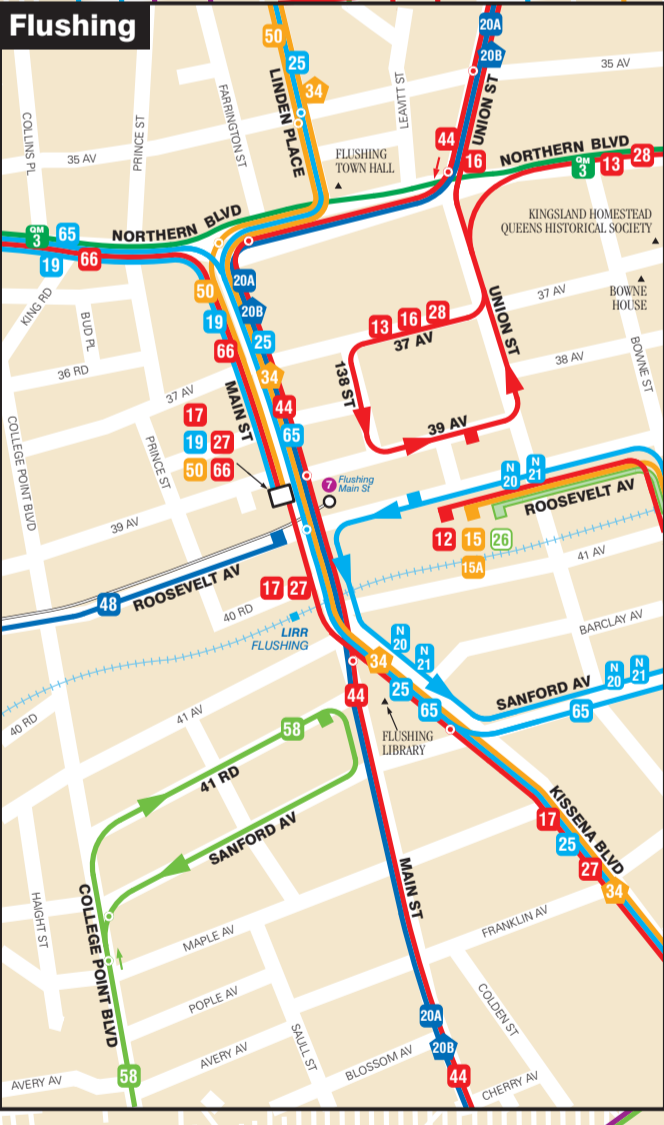 Flushing
50
20A
25
20B
34
LINDEN PLACE
UNION ST
35 AV
COLLINS PL
PRINCE ST
FARRINGTON ST
LEAVITT ST
35 AV
FLUSHING
TOWN HALL
44
16
NORTHERN BLVD
QM
3
13
28
QM
3
65
NORTHERN BLVD
19
66
KINGSLAND HOMESTEAD
QUEENS HISTORICAL SOCIETY
BOWNE
HOUSE
KING RD
BUD PL
50
20A
20B
19
25
66
34
44
65
13
16
28
37 AV
37 AV
UNION ST
138 ST
39 AV
38 AV
BOWNE ST
36 RD
37 AV
MAIN ST
17
19
27
50
66
COLLEGE POINT BLVD
PRINCE ST
39 AV
7
Flushing
Main St
N
20
N
21
ROOSEVELT AV
12
15
26
15A
41 AV
48
ROOSEVELT AV
17
27
40 RD
LIRR
FLUSHING
BARCLAY AV
N
20
N
21
34
25
65
44
SANFORD AV
N
20
N
21
65
FLUSHING
LIBRARY
40 RD
41 AV
58
41 RD
SANFORD AV
KISSENA BLVD
17
25
27
34
MAIN ST
COLLEGE POINT BLVD
HAIGHT ST
MAPLE AV
FRANKLIN AV
POPLE AV
SAULL ST
COLDEN ST
AVERY AV
AVERY AV
BLOSSOM AV
CHERRY AV
58
20A
20B
44